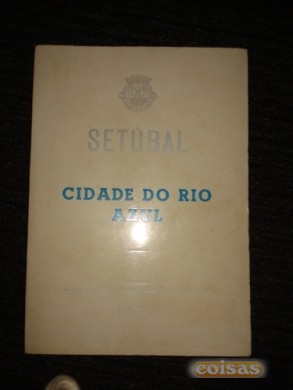 SETÚBAL
CIDADE DO RIO
AZUL
coisas